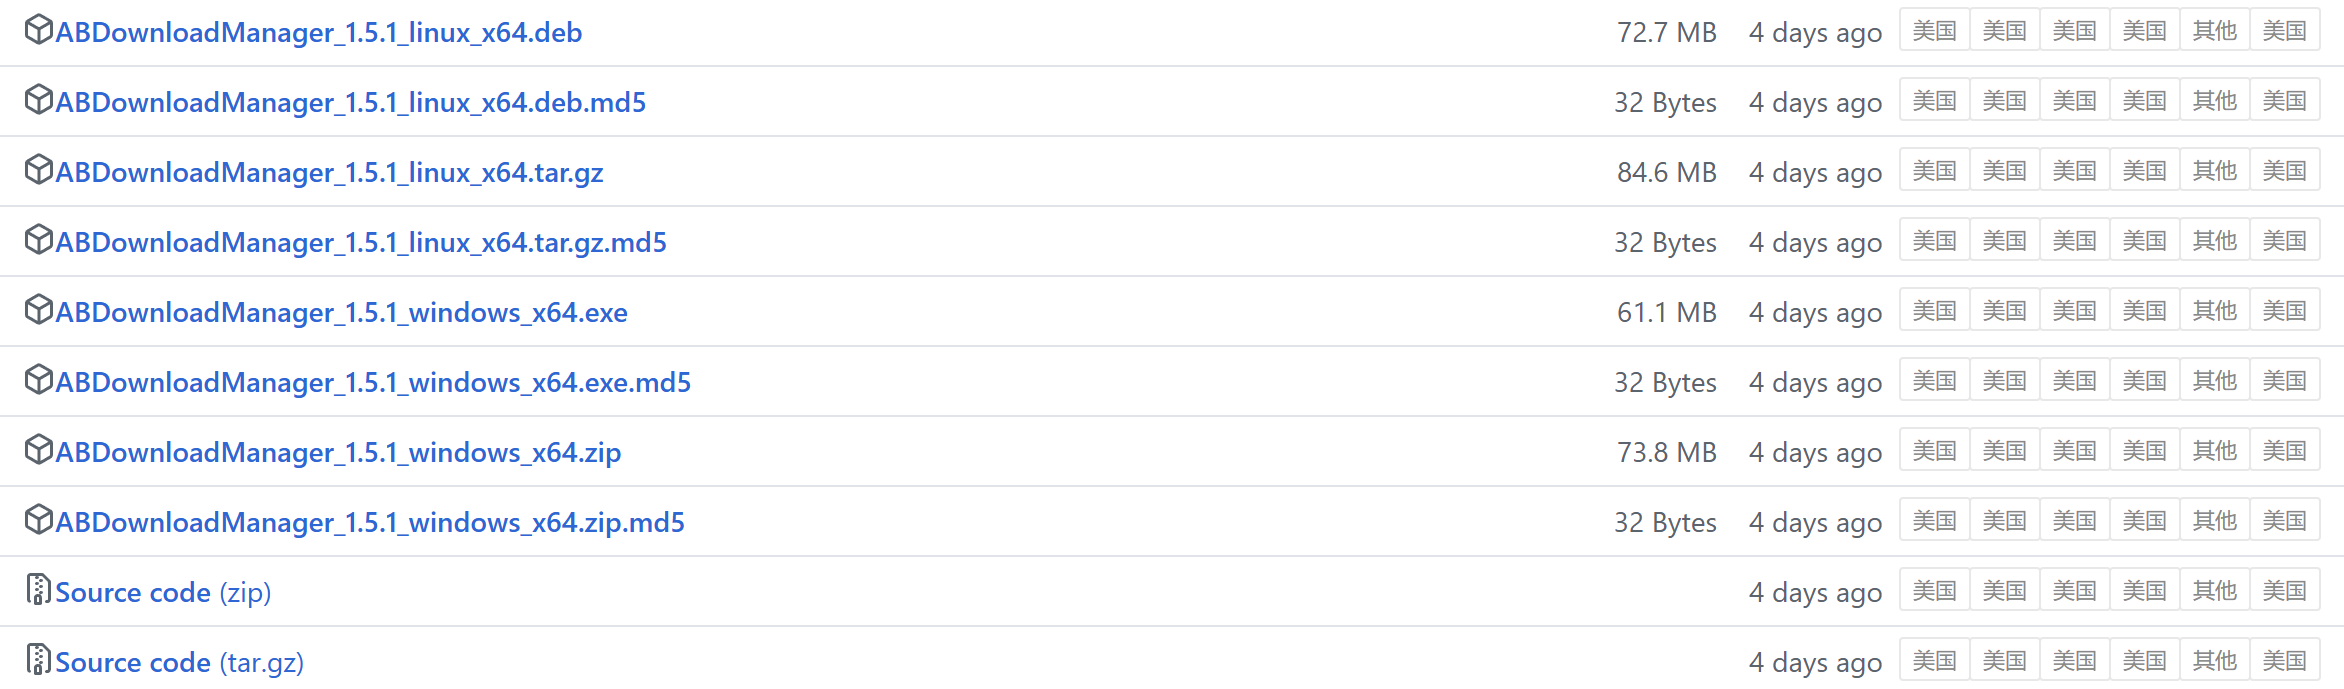 ABDownloadManager_1.5.1_linux_x64.deb 72.7 MB 4 days ago 美国 美国 美国 美国 其他 美国
ABDownloadManager_1.5.1_linux_x64.deb.md5 32 Bytes 4 days ago 美国 美国 美国 美国 其他 美国
ABDownloadManager_1.5.1_linux_x64.tar.gz 84.6 MB 4 days ago 美国 美国 美国 美国 其他 美国
ABDownloadManager_1.5.1_linux_x64.tar.gz.md5 32 Bytes 4 days ago 美国 美国 美国 美国 其他 美国
ABDownloadManager_1.5.1_windows_x64.exe 61.1 MB 4 days ago 美国 美国 美国 美国 其他 美国
ABDownloadManager_1.5.1_windows_x64.exe.md5 32 Bytes 4 days ago 美国 美国 美国 美国 其他 美国
ABDownloadManager_1.5.1_windows_x64.zip 73.8 MB 4 days ago 美国 美国 美国 美国 其他 美国
ABDownloadManager_1.5.1_windows_x64.zip.md5 32 Bytes 4 days ago 美国 美国 美国 美国 其他 美国
Source code (zip) 4 days ago 美国 美国 美国 美国 其他 美国
Source code (tar.gz) 4 days ago 美国 美国 美国 美国 其他 美国